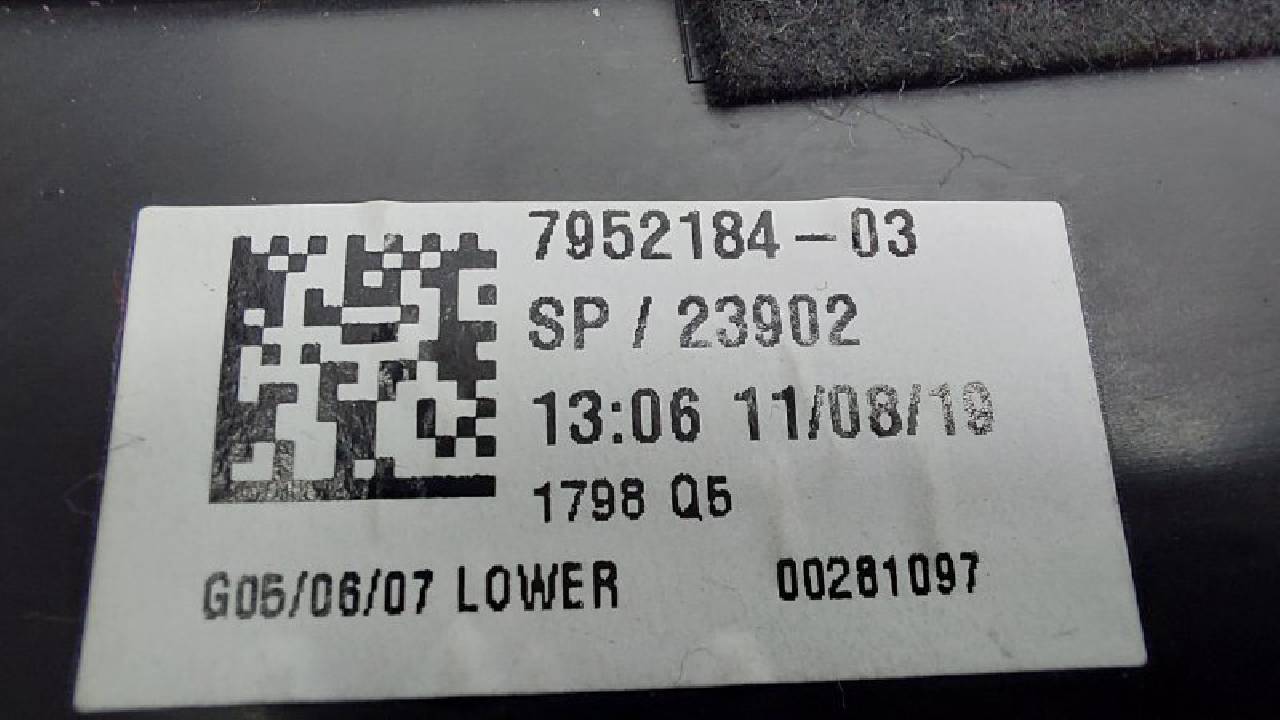 7952184-03
SP/23902
13:06 11/08/19
1798 Q5
G05/06/07 LOWER
00281097